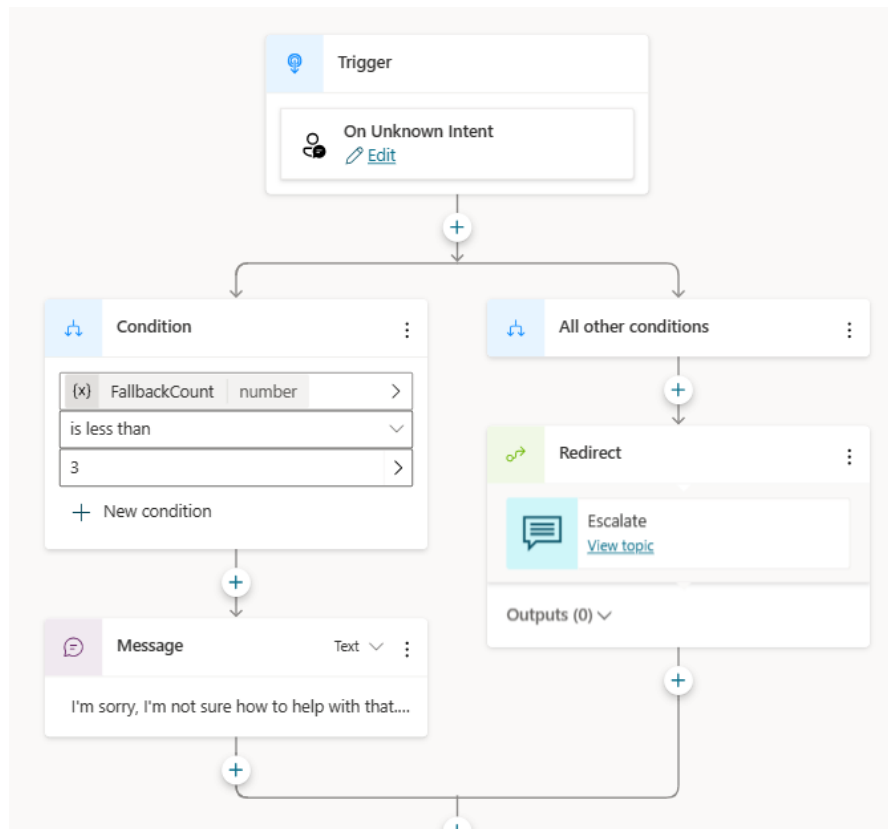 Trigger
On Unknown Intent
Edit
Condition
{x} FallbackCount number
is less than
3
New condition
Message Text
I'm sorry, I'm not sure how to help with that....
All other conditions
Redirect
Escalate
View topic
Outputs (0)